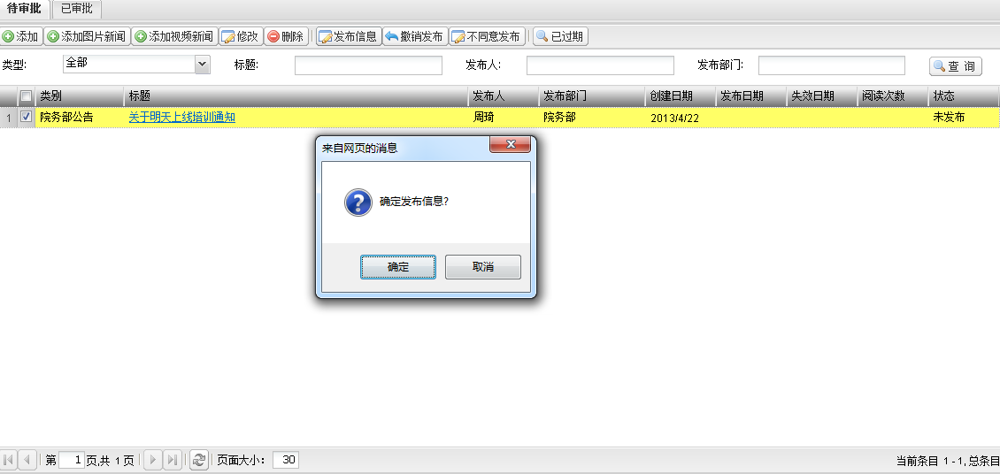 待审批 已审批
添加 添加图片新闻 添加视频新闻 修改 删除 发布信息 撤销发布 不同意发布 已过期
类型: 全部 标题: 发布人: 发布部门: 查 询
类别 标题 发布人 发布部门 创建日期 发布日期 失效日期 阅读次数 状态
1 院务部公告 关于明天上线培训通知 周琦 院务部 2013/4/22 未发布
来自网页的消息
确定发布信息?
确定 取消
第 1 页,共 1 页 页面大小: 30 当前条目 1 - 1, 总条目